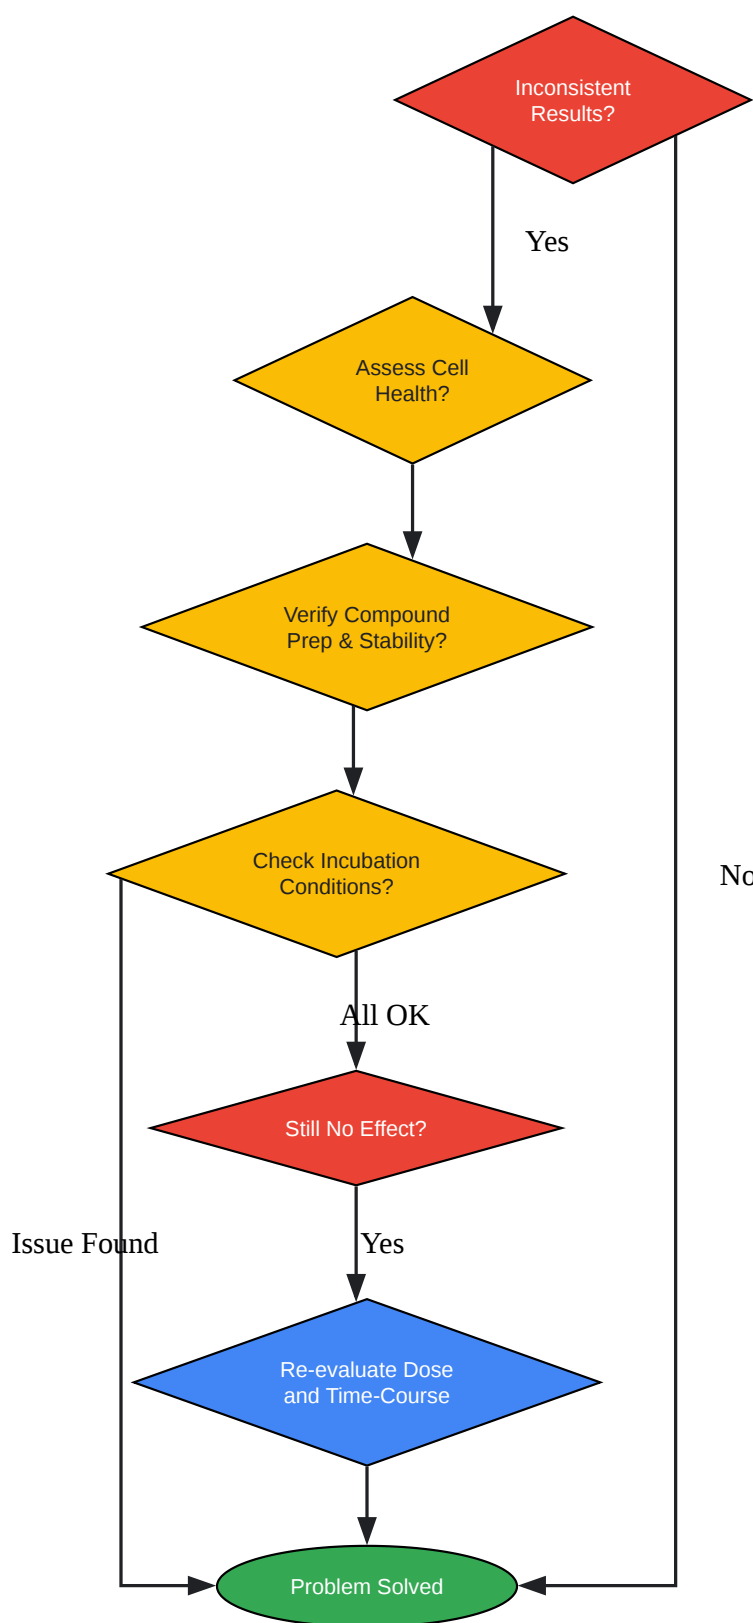 Inconsistent
Results?
Yes
Assess Cell
Health?
Verify Compound
Prep & Stability?
Check Incubation
Conditions?
No
All OK
Still No Effect?
Issue Found
Yes
Re-evaluate Dose
and Time-Course
Problem Solved